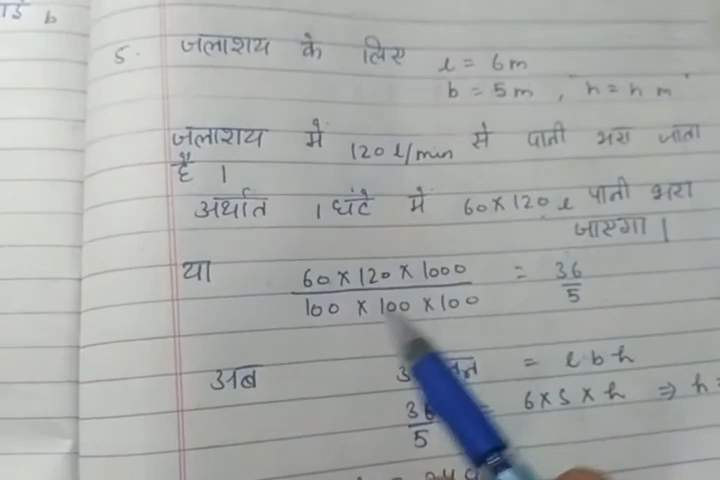 b
5. जलाशय के लिए l = 6m
b = 5m, h = h m
जलाशय में 120 l/min से पानी भरा जाता
है ।
अर्थात 1 घंटे में 60×120 l पानी भरा
जाएगा ।
या 60 × 120 × 1000 / 100 × 100 × 100 = 36/5
अब = l b h
36/5 = 6×5×h ⇒ h =